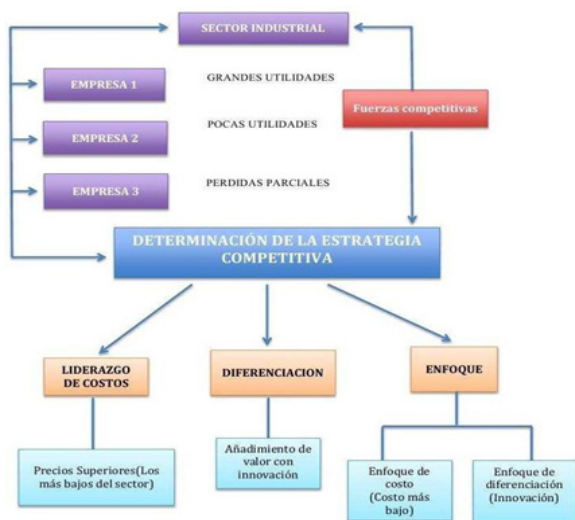 SECTOR INDUSTRIAL
EMPRESA 1
GRANDES UTILIDADES
Fuerzas competitivas
EMPRESA 2
POCAS UTILIDADES
EMPRESA 3
PERDIDAS PARCIALES
DETERMINACIÓN DE LA ESTRATEGIA
COMPETITIVA
LIDERAZGO
DE COSTOS
DIFERENCIACION
ENFOQUE
Precios Superiores(Los
más bajos del sector)
Añadimiento de
valor con
innovación
Enfoque de
costo
(Costo más
bajo)
Enfoque de
diferenciación
(Innovación)